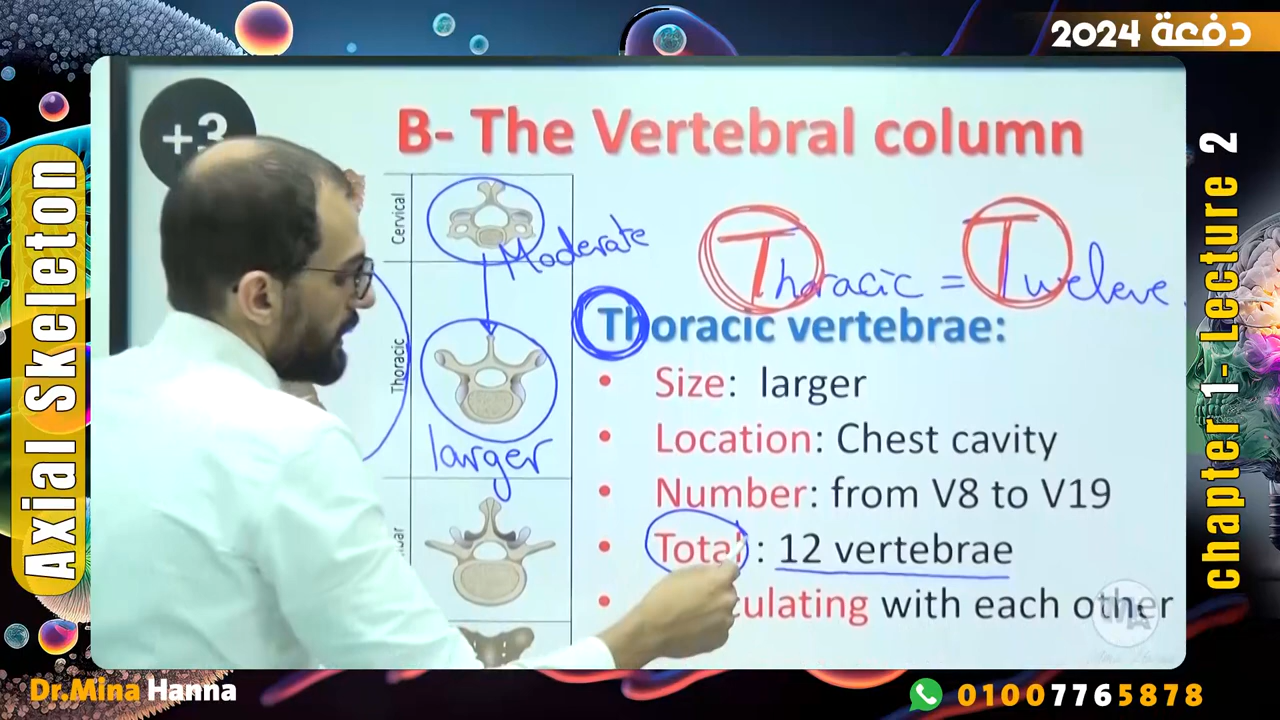 دفعة 2024
Axial Skeleton
chapter 1- Lecture 2
+3
B- The Vertebral column
Cervical
Moderate
Thoracic = Tweleve.
Thoracic
larger
Thoracic vertebrae:
• Size: larger
• Location: Chest cavity
• Number: from V8 to V19
• Total: 12 vertebrae
• culating with each other
Dr.Mina Hanna
01007765878